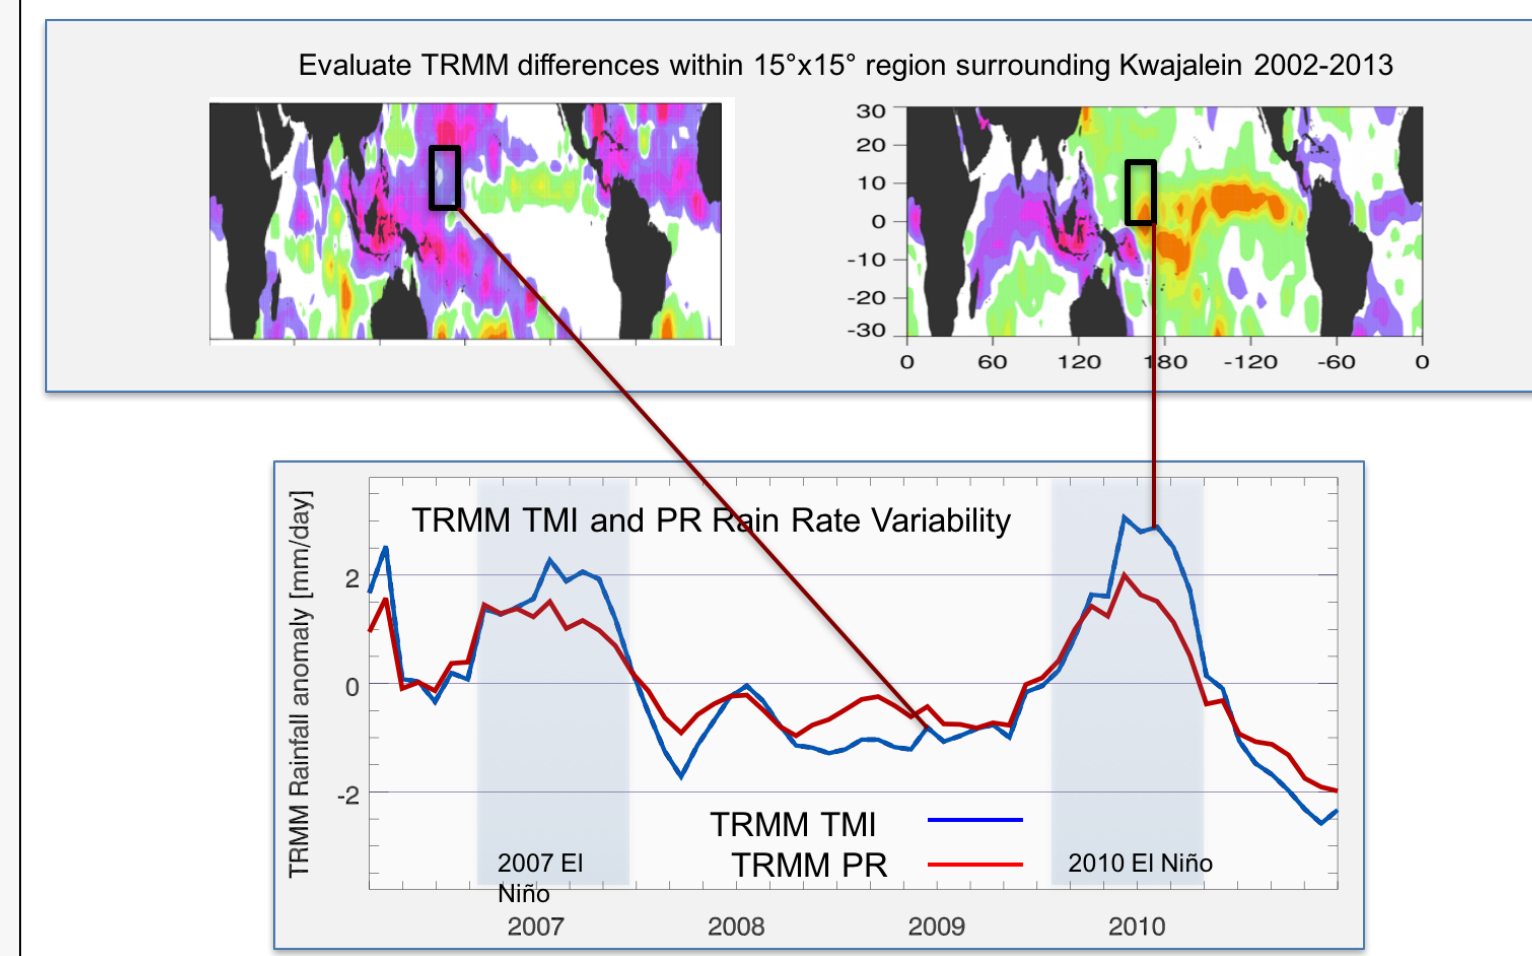 Evaluate TRMM differences within 15°x15° region surrounding Kwajalein 2002-2013
30
20
10
0
-10
-20
-30
0 60 120 180 -120 -60 0
TRMM TMI and PR Rain Rate Variability
TRMM Rainfall anomaly [mm/day]
2
0
-2
TRMM TMI
TRMM PR
2007 El
Niño
2010 El Niño
2007 2008 2009 2010